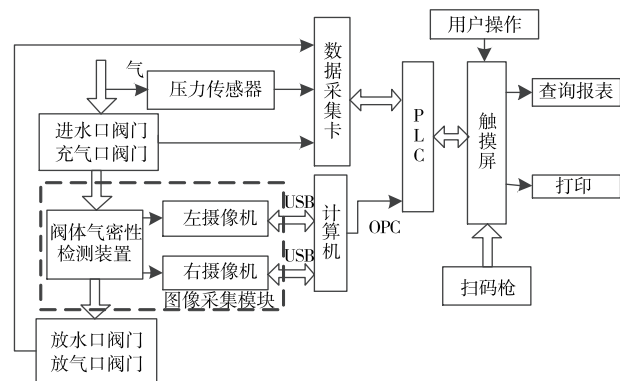 用户操作
气
压力传感器
数据采集卡
PLC
触摸屏
查询报表
打印
扫码枪
进水口阀门
充气口阀门
阀体气密性
检测装置
左摄像机
右摄像机
图像采集模块
USB
USB
计算机
OPC
放水口阀门
放气口阀门